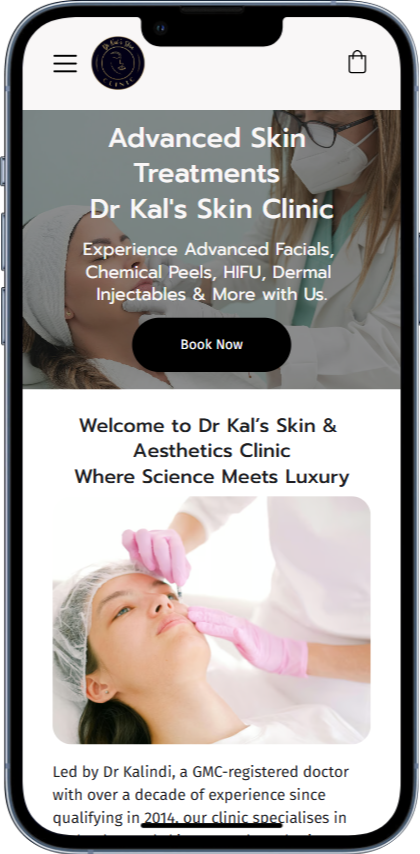 Dr Kal's Skin
CLINIC
Advanced Skin
Treatments
Dr Kal's Skin Clinic
Experience Advanced Facials,
Chemical Peels, HIFU, Dermal
Injectables & More with Us.
Book Now
Welcome to Dr Kal’s Skin &
Aesthetics Clinic
Where Science Meets Luxury
Led by Dr Kalindi, a GMC-registered doctor
with over a decade of experience since
qualifying in 2014, our clinic specialises in